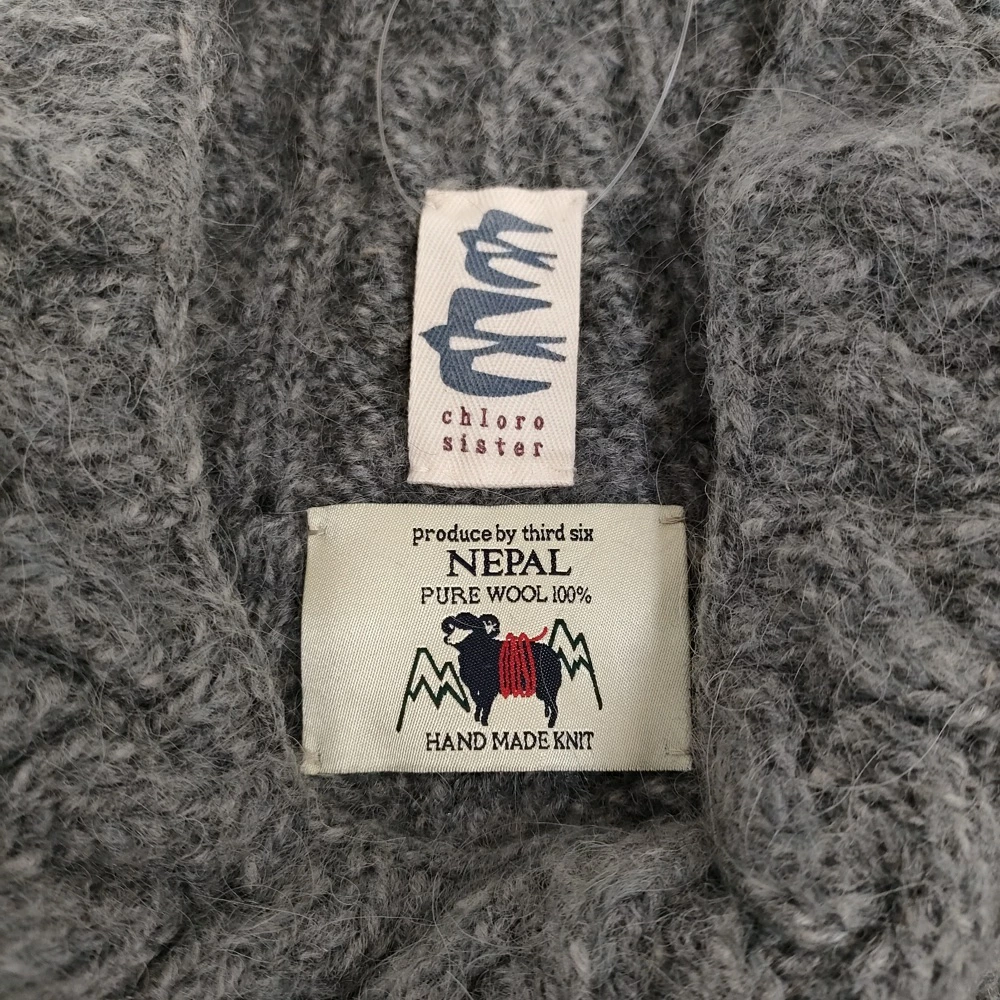 chloro
sister
produce by third six
NEPAL
PURE WOOL 100%
HAND MADE KNIT